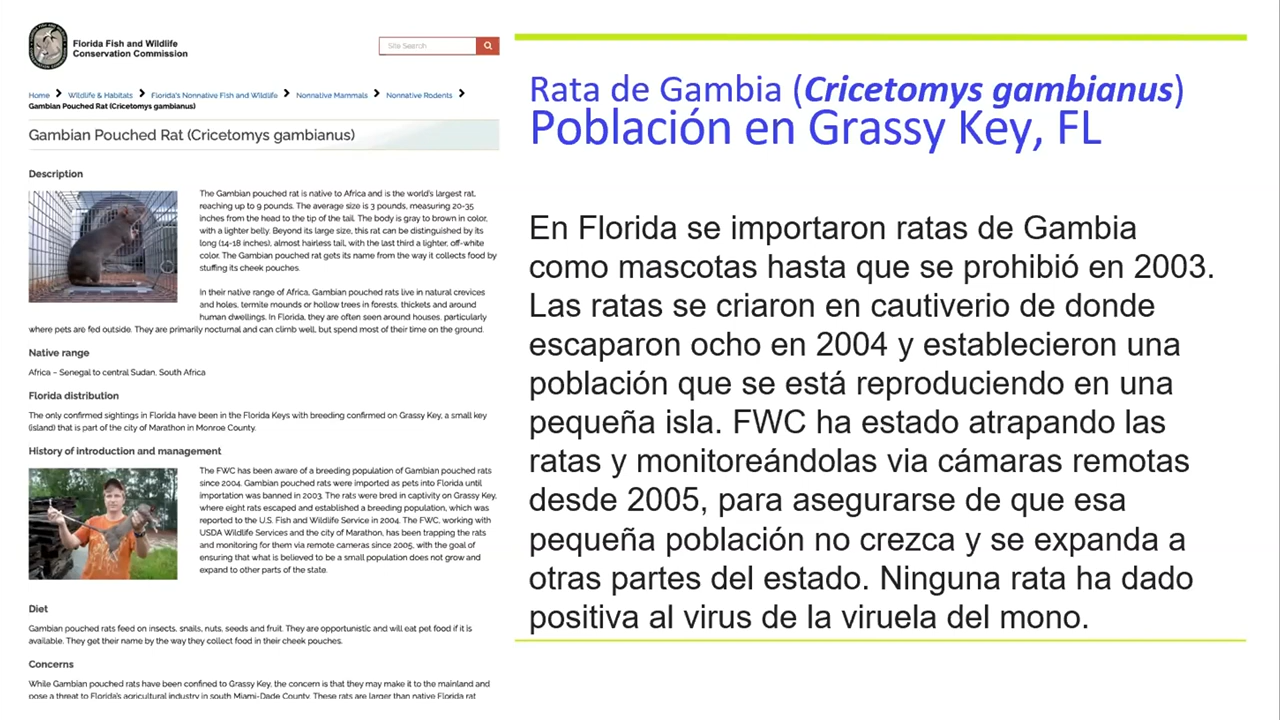 Florida Fish and Wildlife
Conservation Commission
Site Search
Home > Wildlife & Habitats > Florida's Nonnative Fish and Wildlife > Nonnative Mammals > Nonnative Rodents >
Gambian Pouched Rat (Cricetomys gambianus)
Gambian Pouched Rat (Cricetomys gambianus)
Description
The Gambian pouched rat is native to Africa and is the world's largest rat,
reaching up to 9 pounds. The average size is 3 pounds, measuring 20-35
inches from the head to the tip of the tail. The body is gray to brown in color,
with a lighter belly. Beyond its large size, this rat can be distinguished by its
long (14-18 inches), almost hairless tail, with the last third a lighter, off-white
color. The Gambian pouched rat gets its name from the way it collects food by
stuffing its cheek pouches.
In their native range of Africa, Gambian pouched rats live in natural crevices
and holes, termite mounds or hollow trees in forests, thickets and around
human dwellings. In Florida, they are often seen around houses, particularly
where pets are fed outside. They are primarily nocturnal and can climb well, but spend most of their time on the ground.
Native range
Africa – Senegal to central Sudan, South Africa
Florida distribution
The only confirmed sightings in Florida have been in the Florida Keys with breeding confirmed on Grassy Key, a small key
(island) that is part of the city of Marathon in Monroe County.
History of introduction and management
The FWC has been aware of a breeding population of Gambian pouched rats
since 2004. Gambian pouched rats were imported as pets into Florida until
importation was banned in 2003. The rats were bred in captivity on Grassy Key,
where eight rats escaped and established a breeding population, which was
reported to the U.S. Fish and Wildlife Service in 2004. The FWC, working with
USDA Wildlife Services and the city of Marathon, has been trapping the rats
and monitoring for them via remote cameras since 2005, with the goal of
ensuring that what is believed to be a small population does not grow and
expand to other parts of the state.
Diet
Gambian pouched rats feed on insects, snails, nuts, seeds and fruit. They are opportunistic and will eat pet food if it is
available. They get their name by the way they collect food in their cheek pouches.
Concerns
While Gambian pouched rats have been confined to Grassy Key, the concern is that they may make it to the mainland and
pose a threat to Florida's agricultural industry in south Miami-Dade County. These rats are larger than native Florida rat
Rata de Gambia (Cricetomys gambianus)
Población en Grassy Key, FL
En Florida se importaron ratas de Gambia
como mascotas hasta que se prohibió en 2003.
Las ratas se criaron en cautiverio de donde
escaparon ocho en 2004 y establecieron una
población que se está reproduciendo en una
pequeña isla. FWC ha estado atrapando las
ratas y monitoreándolas via cámaras remotas
desde 2005, para asegurarse de que esa
pequeña población no crezca y se expanda a
otras partes del estado. Ninguna rata ha dado
positiva al virus de la viruela del mono.